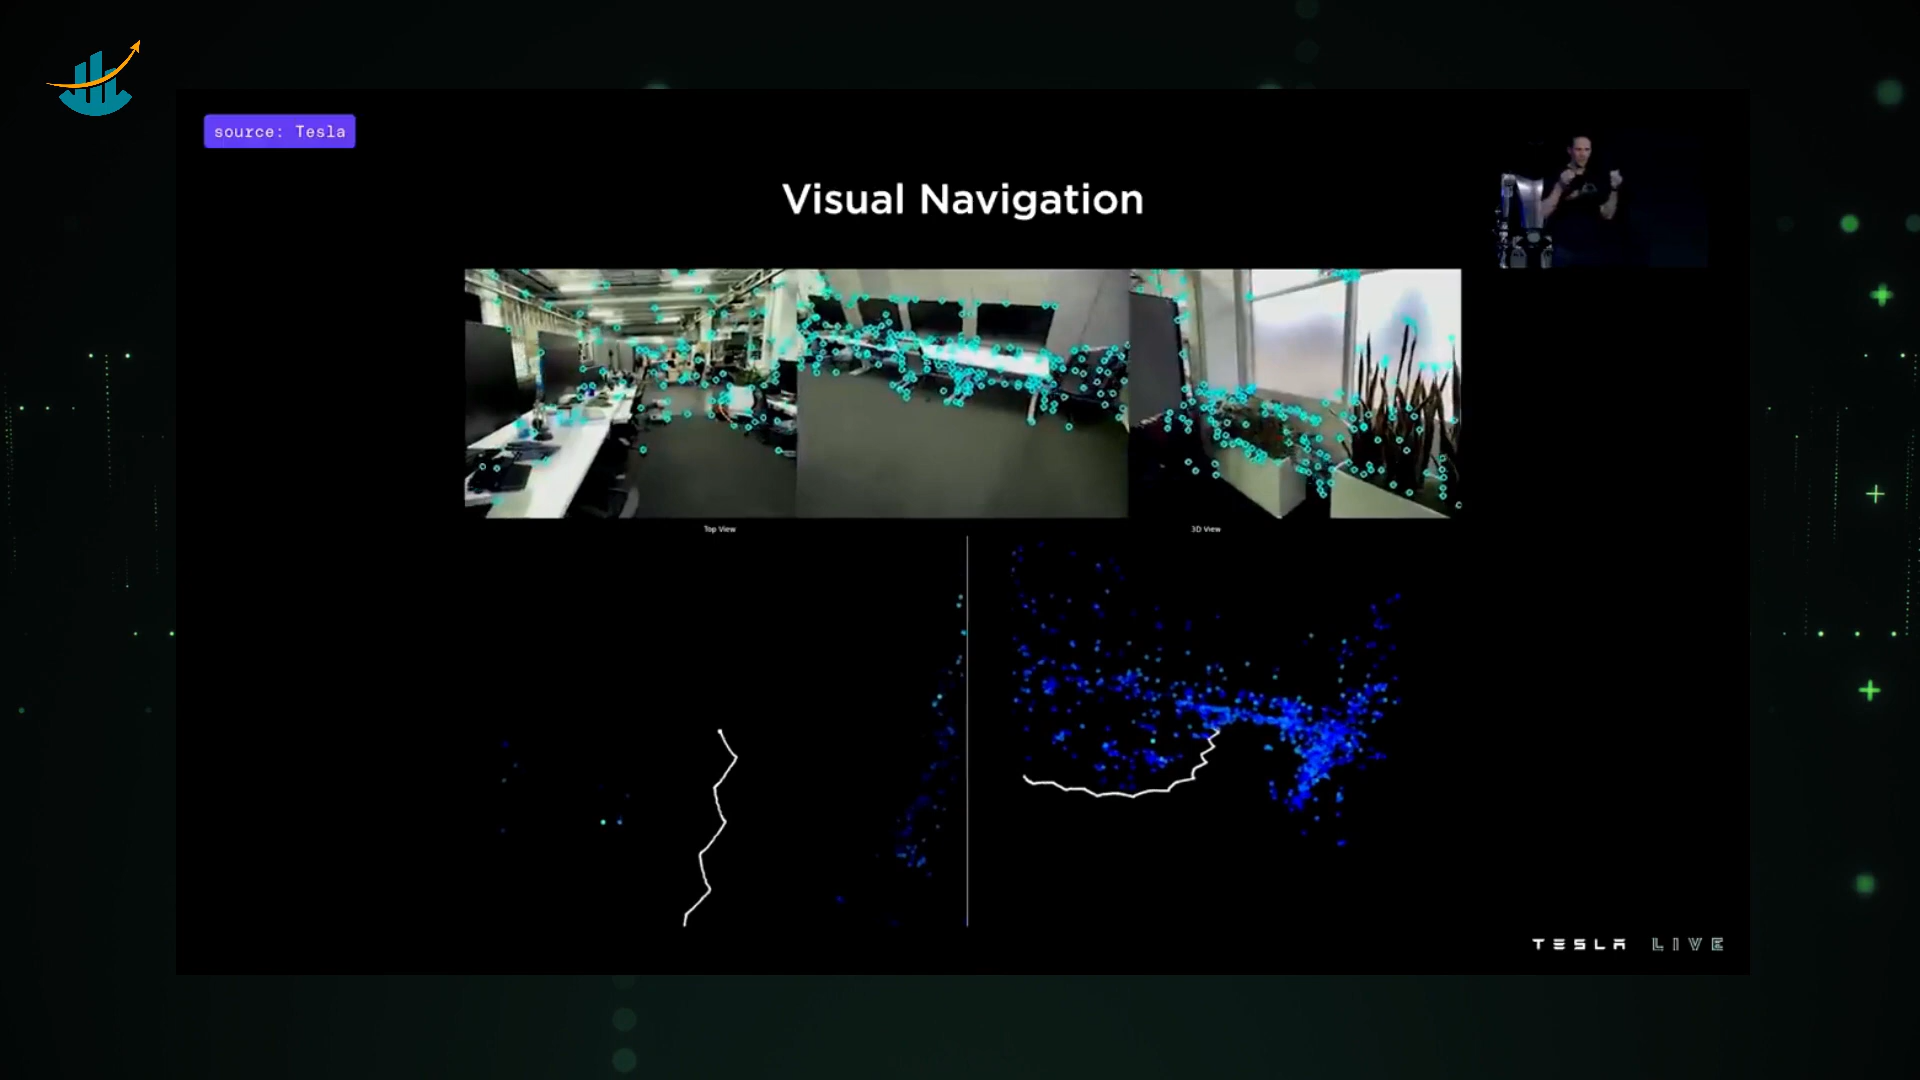 source: Tesla
Visual Navigation
Top View
3D View
TESLA LIVE